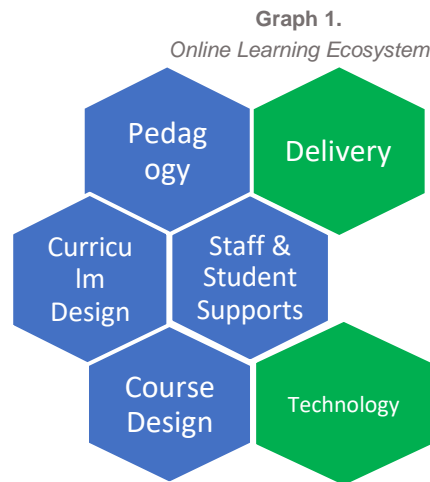 Graph 1.
Online Learning Ecosystem
Pedag
ogy
Delivery
Curricu
lm
Design
Staff &
Student
Supports
Course
Design
Technology